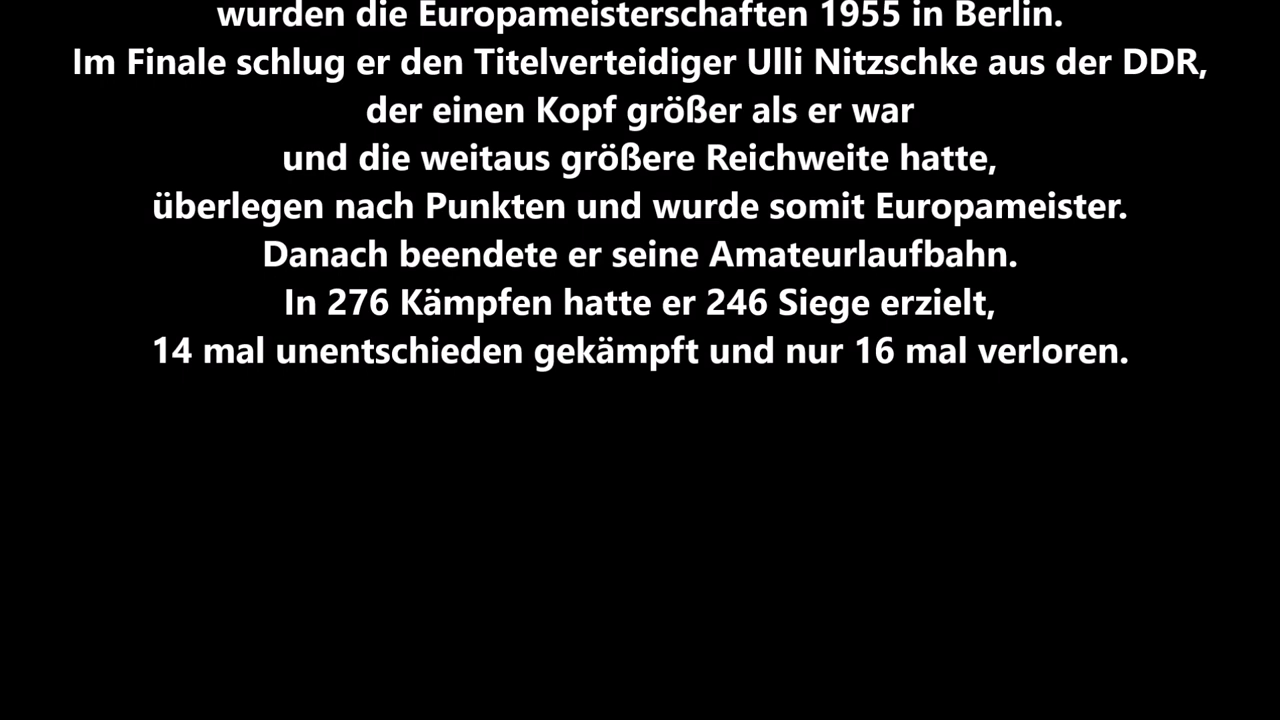 wurden die Europameisterschaften 1955 in Berlin.
Im Finale schlug er den Titelverteidiger Ulli Nitzschke aus der DDR,
der einen Kopf größer als er war
und die weitaus größere Reichweite hatte,
überlegen nach Punkten und wurde somit Europameister.
Danach beendete er seine Amateurlaufbahn.
In 276 Kämpfen hatte er 246 Siege erzielt,
14 mal unentschieden gekämpft und nur 16 mal verloren.